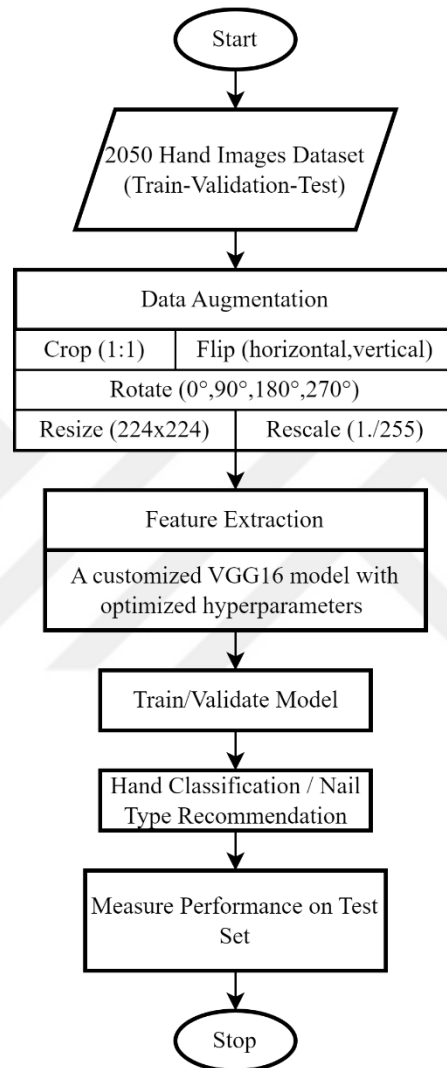 Start
2050 Hand Images Dataset
(Train-Validation-Test)
Data Augmentation
Crop (1:1)
Flip (horizontal,vertical)
Rotate (0°,90°,180°,270°)
Resize (224x224)
Rescale (1./255)
Feature Extraction
A customized VGG16 model with
optimized hyperparameters
Train/Validate Model
Hand Classification / Nail
Type Recommendation
Measure Performance on Test
Set
Stop